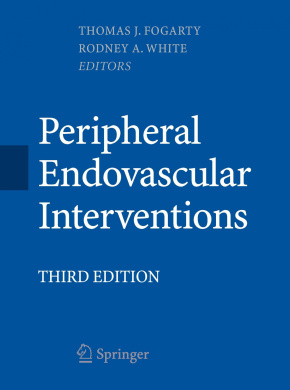 THOMAS J. FOGARTY
RODNEY A. WHITE
EDITORS
Peripheral
Endovascular
Interventions
THIRD EDITION
Springer